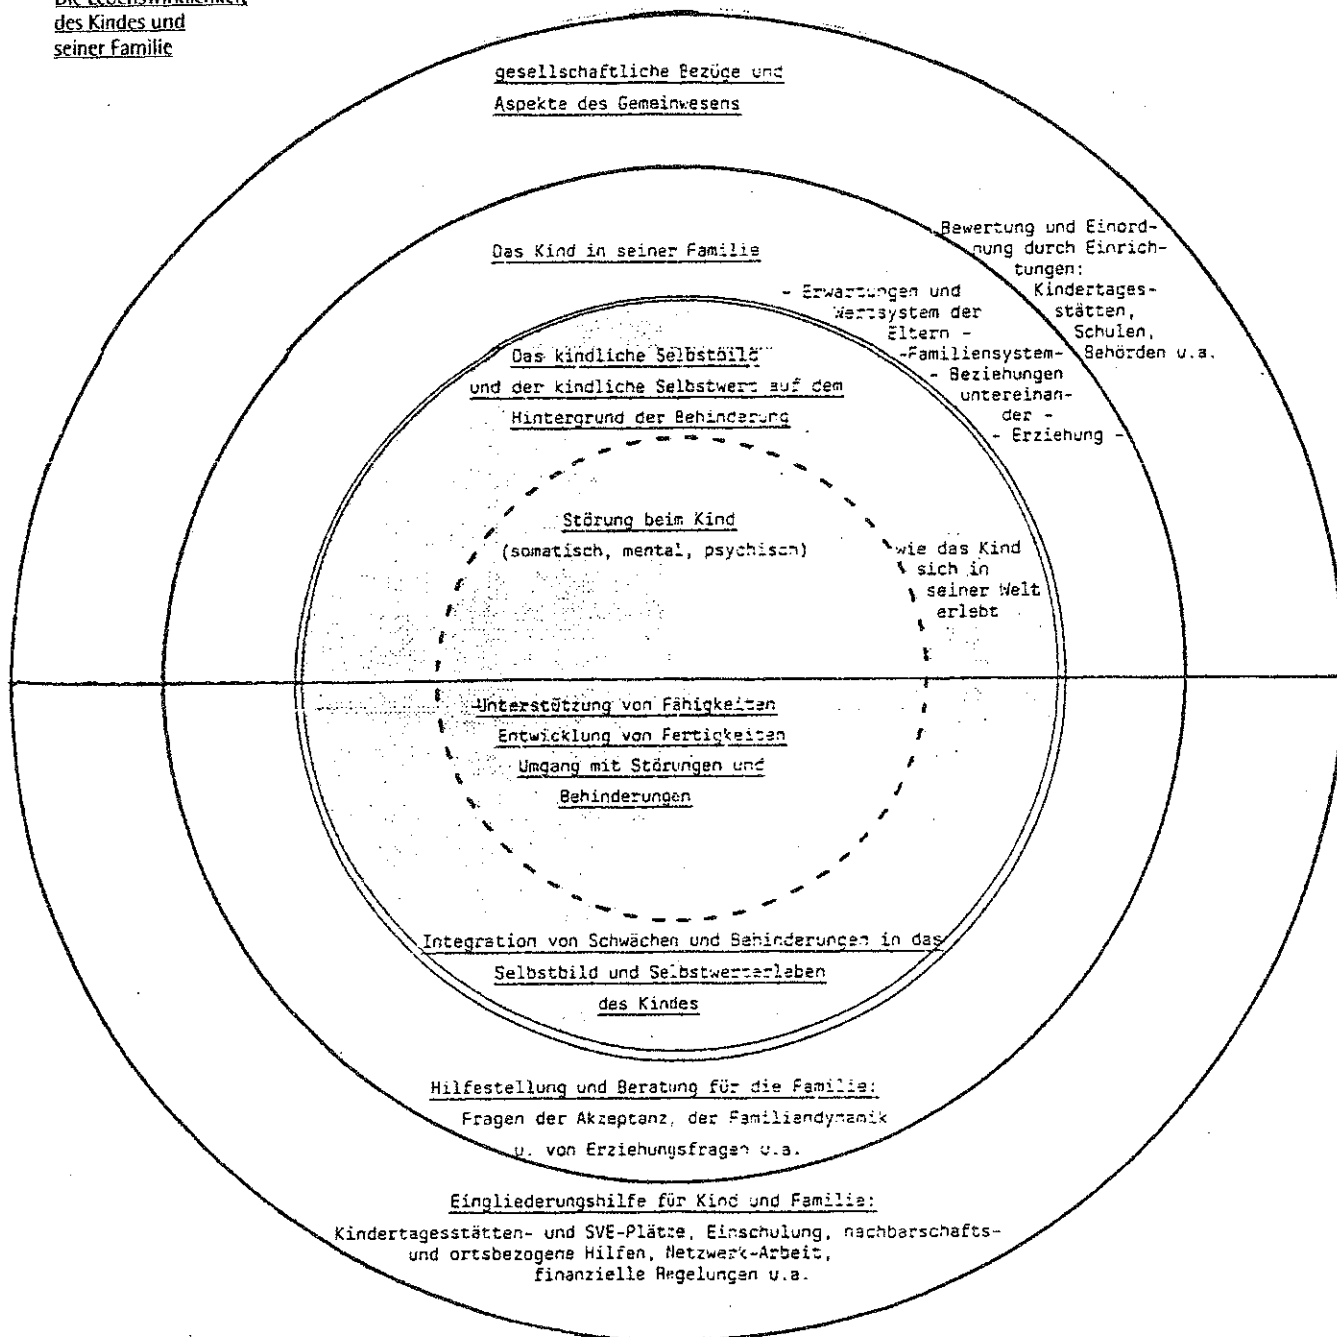 Die Lebenswirklichkeit
des Kindes und
seiner Familie
gesellschaftliche Bezüge und
Aspekte des Gemeinwesens
Das Kind in seiner Familie
Bewertung und Einord-
nung durch Einrich-
tungen:
Kindertages-
stätten,
Schulen,
Behörden u.a.
- Erwartungen und
Wertsystem der
Eltern -
-Familiensystem-
- Beziehungen
untereinan-
der -
- Erziehung -
Das kindliche Selbstbild
und der kindliche Selbstwert auf dem
Hintergrund der Behinderung
Störung beim Kind
(somatisch, mental, psychisch)
wie das Kind
sich in
seiner Welt
erlebt
Unterstützung von Fähigkeiten
Entwicklung von Fertigkeiten
Umgang mit Störungen und
Behinderungen
Integration von Schwächen und Behinderungen in das
Selbstbild und Selbstwerterleben
des Kindes
Hilfestellung und Beratung für die Familie:
Fragen der Akzeptanz, der Familiendynamik
u. von Erziehungsfragen u.a.
Eingliederungshilfe für Kind und Familie:
Kindertagesstätten- und SVE-Plätze, Einschulung, nachbarschafts-
und ortsbezogene Hilfen, Netzwerk-Arbeit,
finanzielle Regelungen u.a.